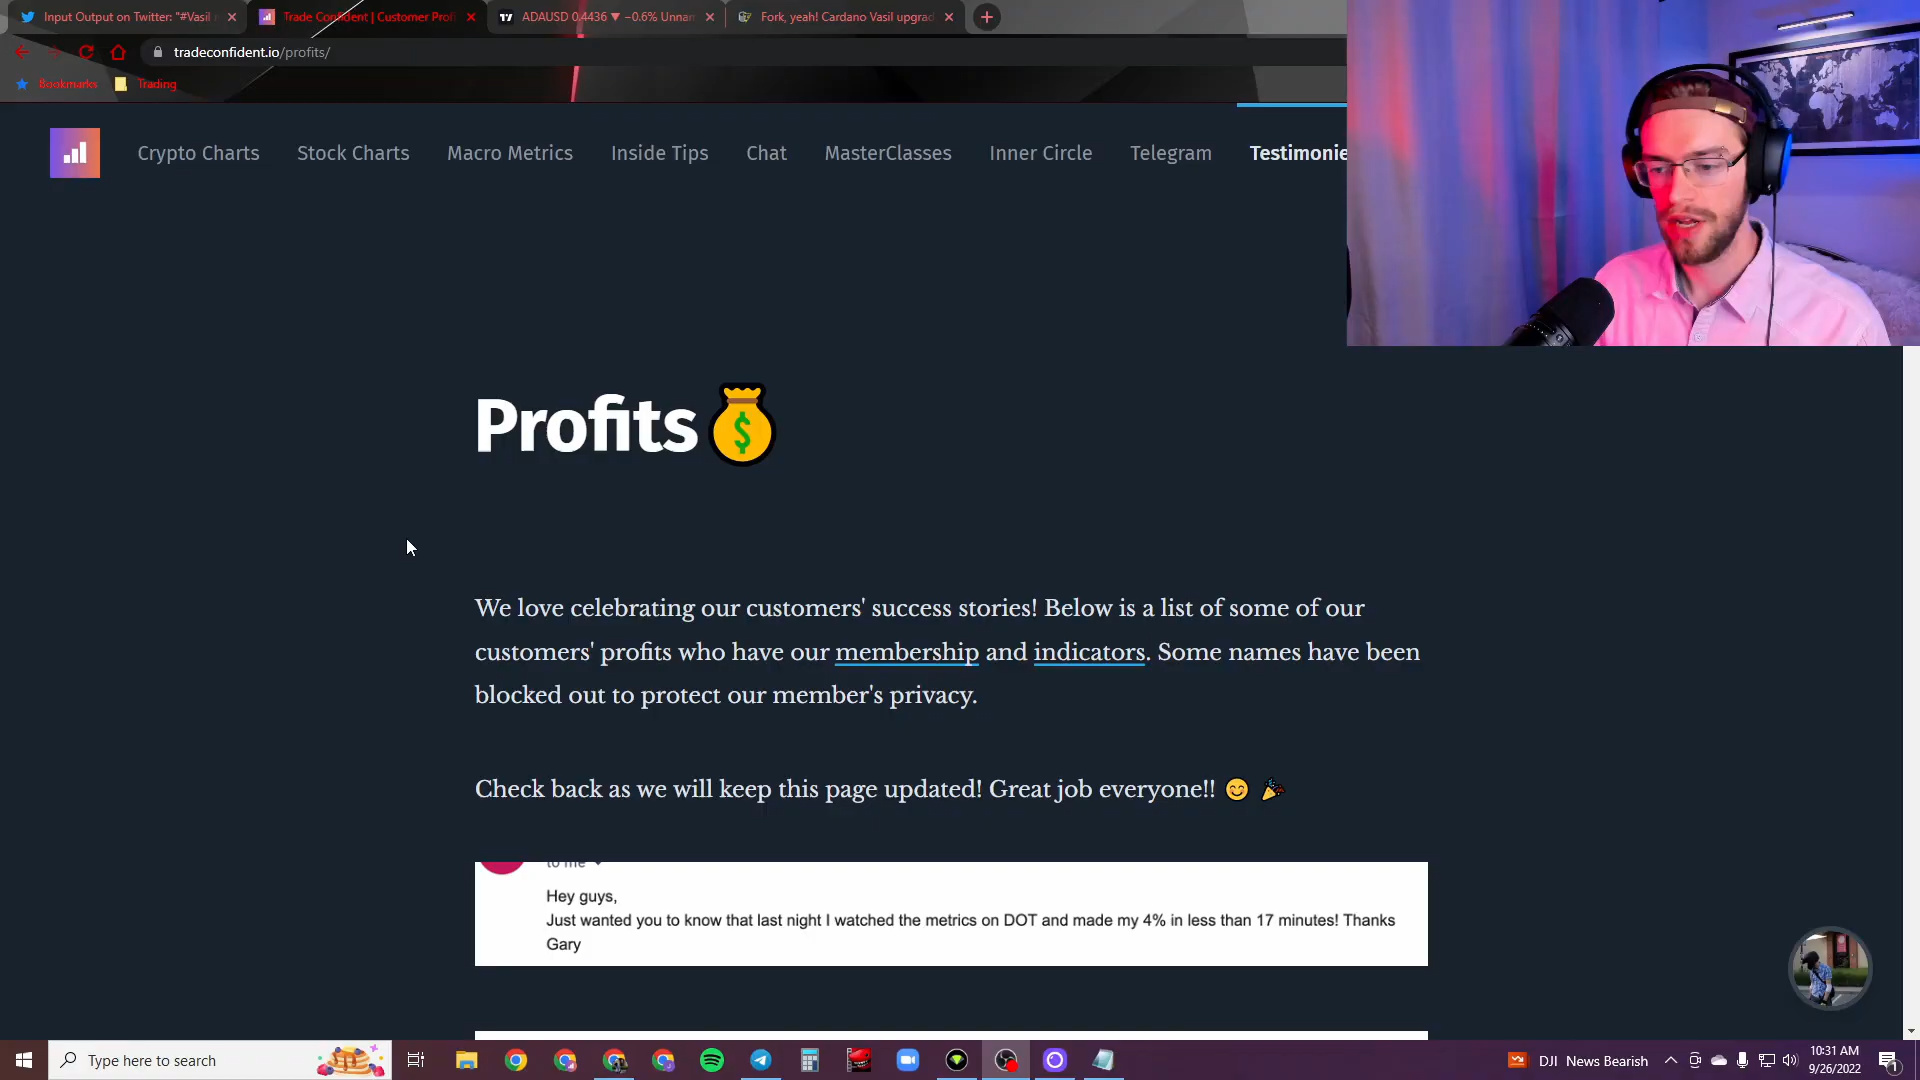 Input Output on Twitter: "#Vasil
Trade Confident | Customer Profi
ADAUSD 0.4436 ▼ −0.6% Unnam
Fork, yeah! Cardano Vasil upgrad
tradeconfident.io/profits/
Bookmarks
Trading
Crypto Charts
Stock Charts
Macro Metrics
Inside Tips
Chat
MasterClasses
Inner Circle
Telegram
Testimonie
Profits
We love celebrating our customers' success stories! Below is a list of some of our
customers' profits who have our membership and indicators. Some names have been
blocked out to protect our member's privacy.
Check back as we will keep this page updated! Great job everyone!! 😊 🎉
to me
Hey guys,
Just wanted you to know that last night I watched the metrics on DOT and made my 4% in less than 17 minutes! Thanks
Gary
Type here to search
DJI News Bearish
10:31 AM
9/26/2022
1